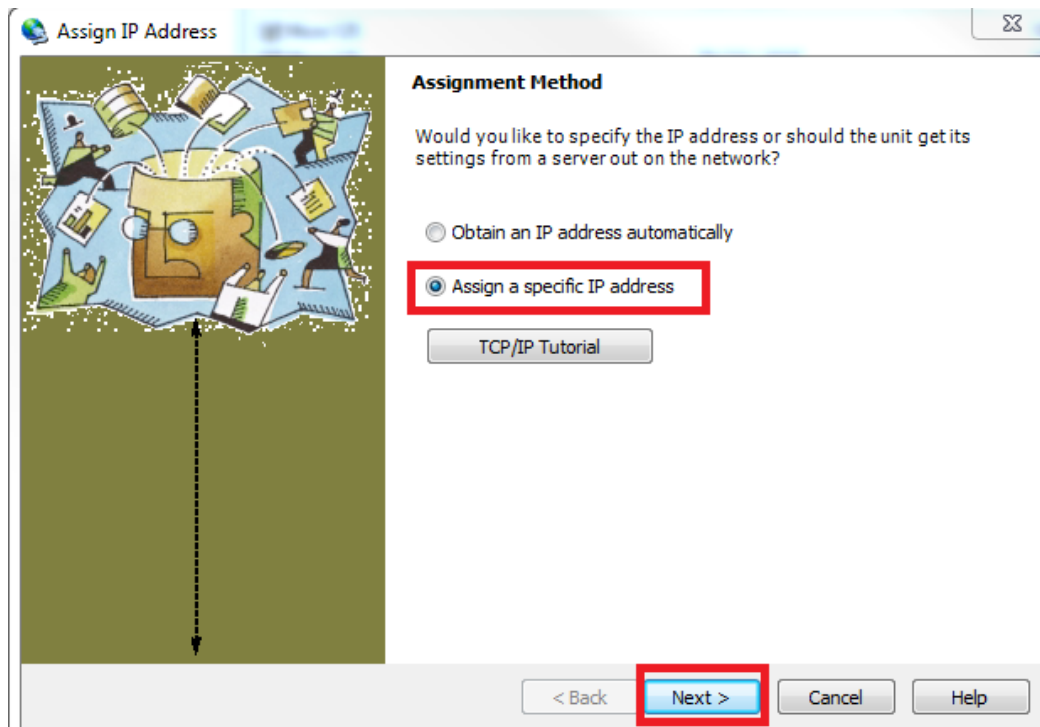 Assign IP Address
Assignment Method
Would you like to specify the IP address or should the unit get its
settings from a server out on the network?
Obtain an IP address automatically
Assign a specific IP address
TCP/IP Tutorial
< Back Next > Cancel Help